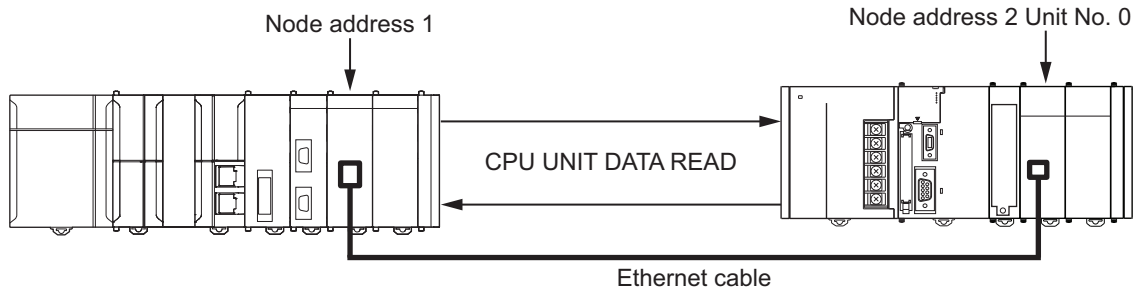 Node address 1
Node address 2 Unit No. 0
CPU UNIT DATA READ
Ethernet cable